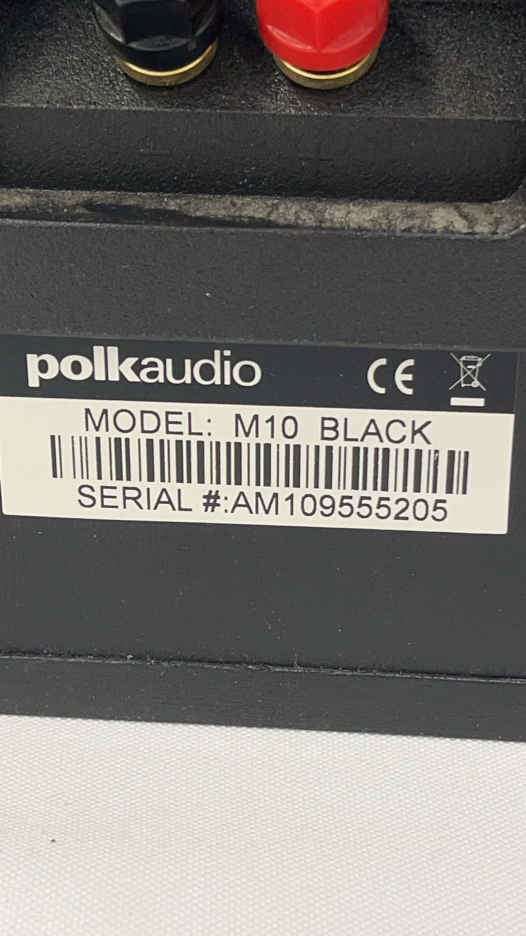 polkaudio CE
MODEL: M10 BLACK
SERIAL #:AM109555205